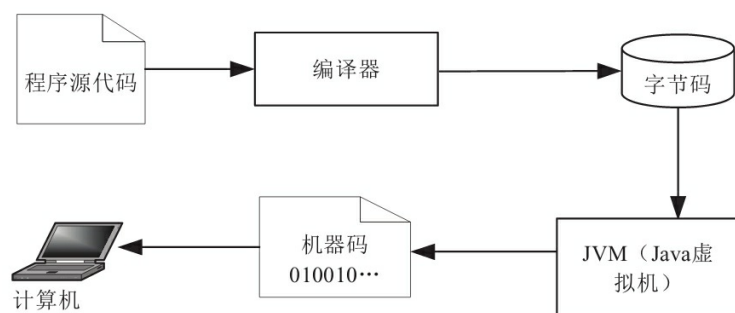 程序源代码
编译器
字节码
JVM（Java虚
拟机）
机器码
010010…
计算机